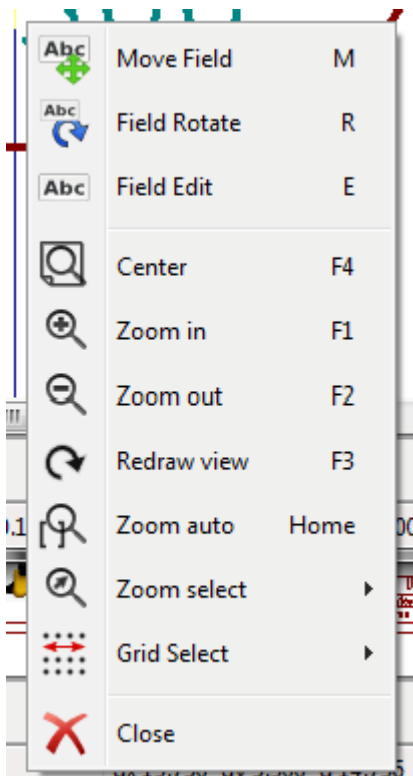 Abc
Move Field M
Abc
Field Rotate R
Abc
Field Edit E
Center F4
Zoom in F1
Zoom out F2
Redraw view F3
Zoom auto Home
Zoom select
Grid Select
Close